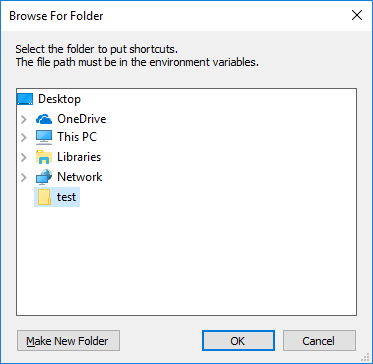 Browse For Folder
Select the folder to put shortcuts.
The file path must be in the environment variables.
Desktop
OneDrive
This PC
Libraries
Network
test
Make New Folder
OK
Cancel